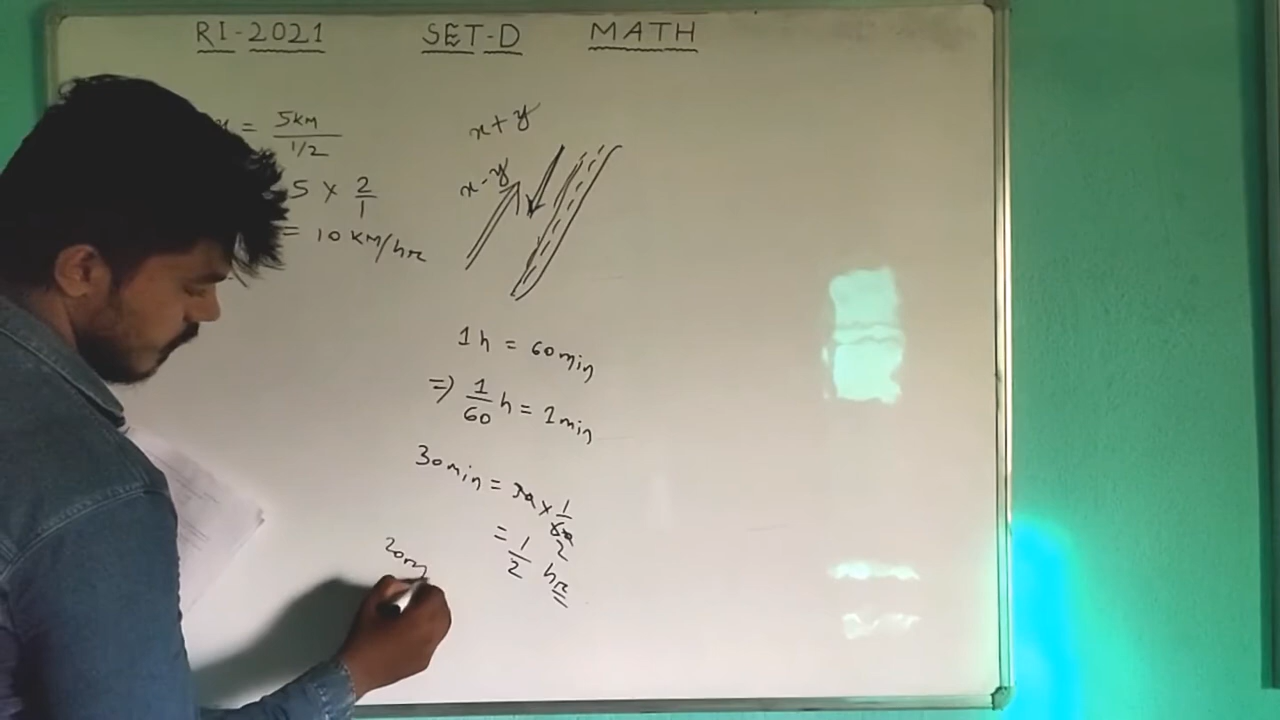 RI-2021 SET-D MATH
= 5KM / 1/2
5 × 2/1
= 10 KM/hr
x + y
x - y
1h = 60min
=> 1/60 h = 1min
30min = 30 × 1/60
2
= 1/2 hr
20m